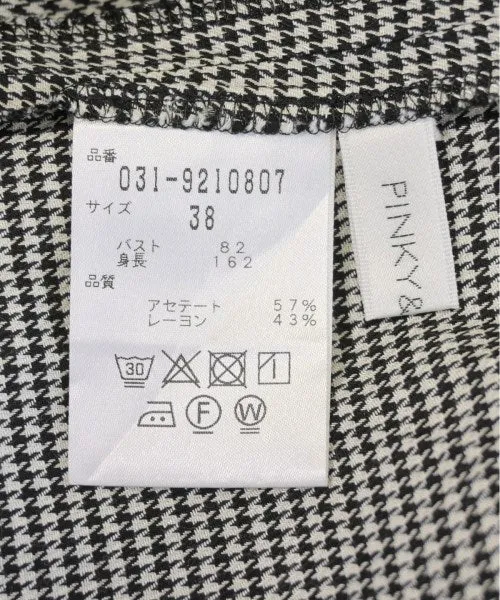 品番
031-9210807
サイズ
38
バスト 82
身長 162
品質
アセテート 57%
レーヨン 43%
30
F W
PINKY&